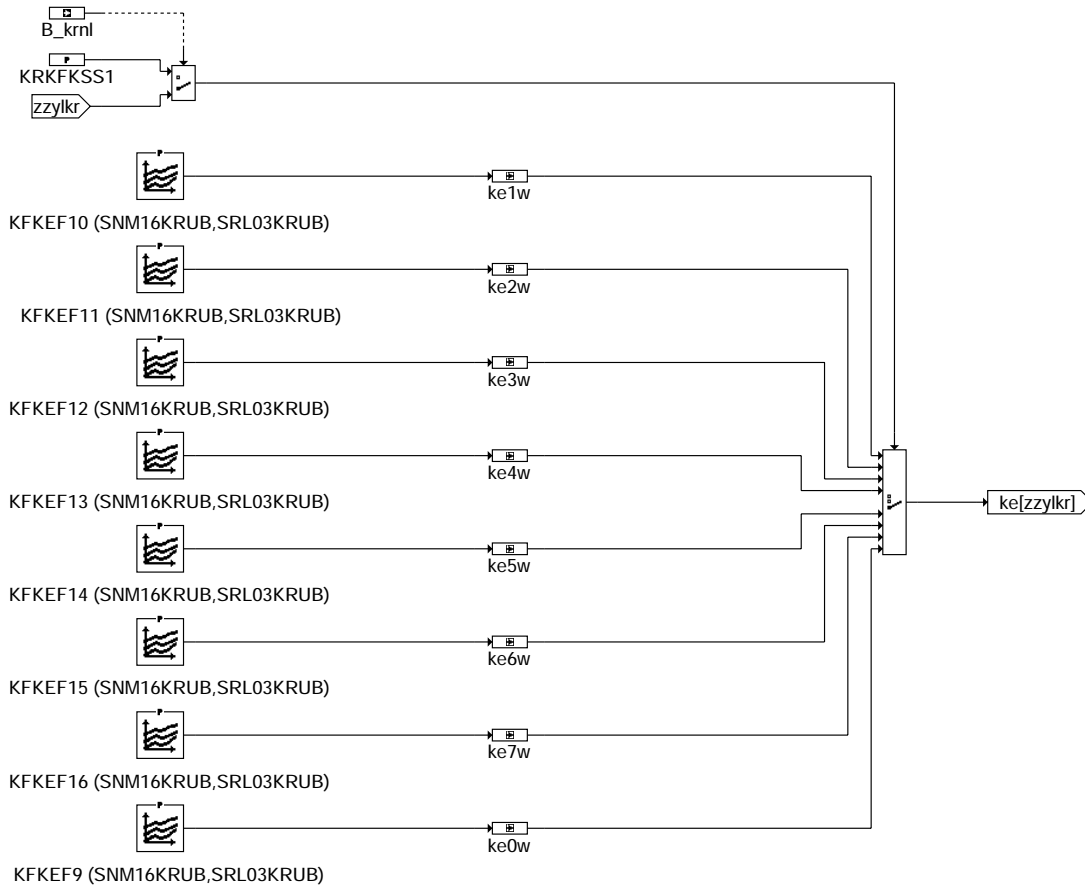 B_krnl
P
KRKFKSS1
zzylkr
P
ke1w
KFKEF10 (SNM16KRUB,SRL03KRUB)
P
ke2w
KFKEF11 (SNM16KRUB,SRL03KRUB)
P
ke3w
KFKEF12 (SNM16KRUB,SRL03KRUB)
P
ke4w
KFKEF13 (SNM16KRUB,SRL03KRUB)
ke[zzylkr]
P
ke5w
KFKEF14 (SNM16KRUB,SRL03KRUB)
P
ke6w
KFKEF15 (SNM16KRUB,SRL03KRUB)
P
ke7w
KFKEF16 (SNM16KRUB,SRL03KRUB)
P
ke0w
KFKEF9 (SNM16KRUB,SRL03KRUB)